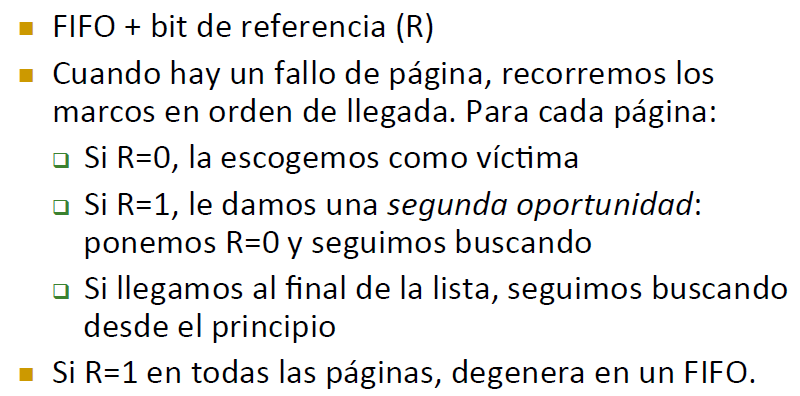 FIFO + bit de referencia (R)
Cuando hay un fallo de página, recorremos los
marcos en orden de llegada. Para cada página:
Si R=0, la escogemos como víctima
Si R=1, le damos una segunda oportunidad:
ponemos R=0 y seguimos buscando
Si llegamos al final de la lista, seguimos buscando
desde el principio
Si R=1 en todas las páginas, degenera en un FIFO.